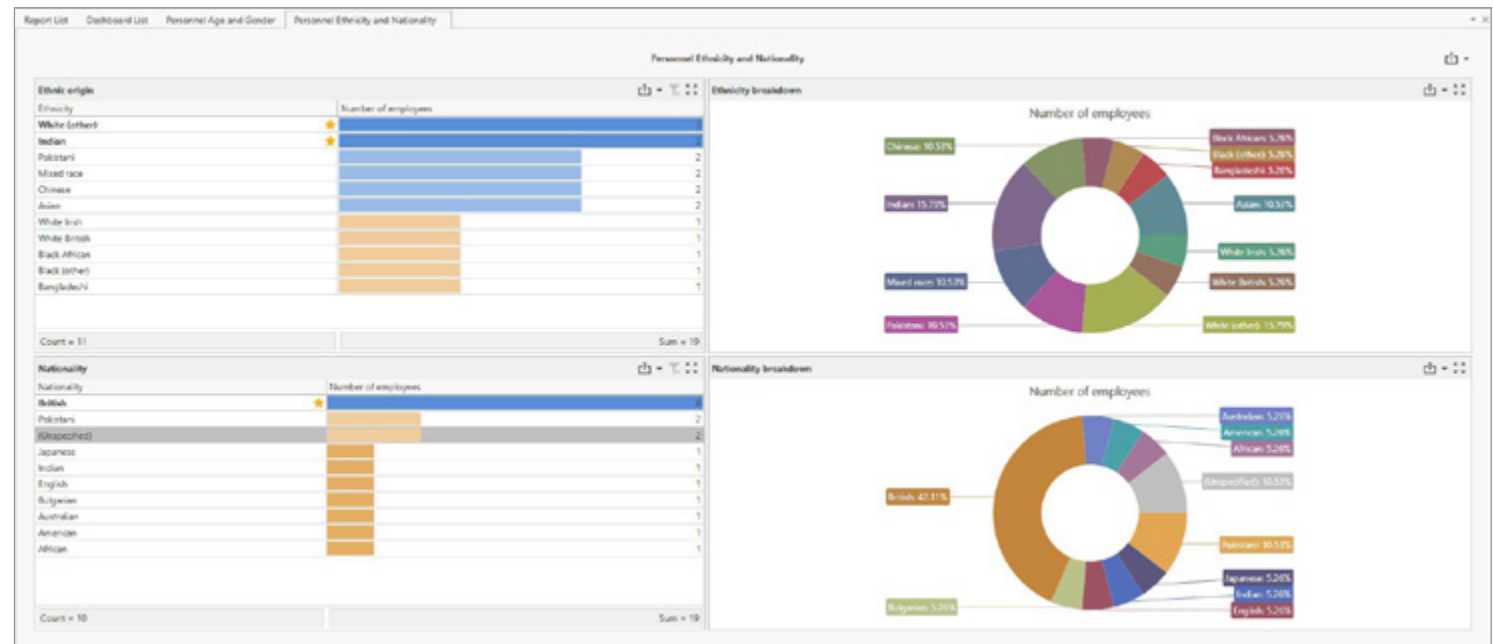 Report List Dashboard List Personnel Age and Gender Personnel Ethnicity and Nationality
Personnel Ethnicity and Nationality
Ethnic origin
Ethnicity Number of employees
White (other)
Indian
Pakistani 2
Mixed race 2
Chinese 2
Asian 2
White Irish 1
White British 1
Black African 1
Black (other) 1
Bangladeshi 1
Count = 11 Sum = 19
Ethnicity breakdown
Number of employees
Chinese: 10.53%
Black African: 5.26%
Black (other): 5.26%
Bangladeshi: 5.26%
Indian: 15.79%
Asian: 10.53%
White Irish: 5.26%
Mixed race: 10.53%
White British: 5.26%
Pakistani: 10.53%
White (other): 15.79%
Nationality
Nationality Number of employees
British
Pakistani 2
(Unspecified) 2
Japanese 1
Indian 1
English 1
Bulgarian 1
Australian 1
American 1
African 1
Count = 10 Sum = 19
Nationality breakdown
Number of employees
Australian: 5.26%
American: 5.26%
African: 5.26%
(Unspecified): 10.53%
British: 42.11%
Pakistani: 10.53%
Japanese: 5.26%
Indian: 5.26%
Bulgarian: 5.26%
English: 5.26%